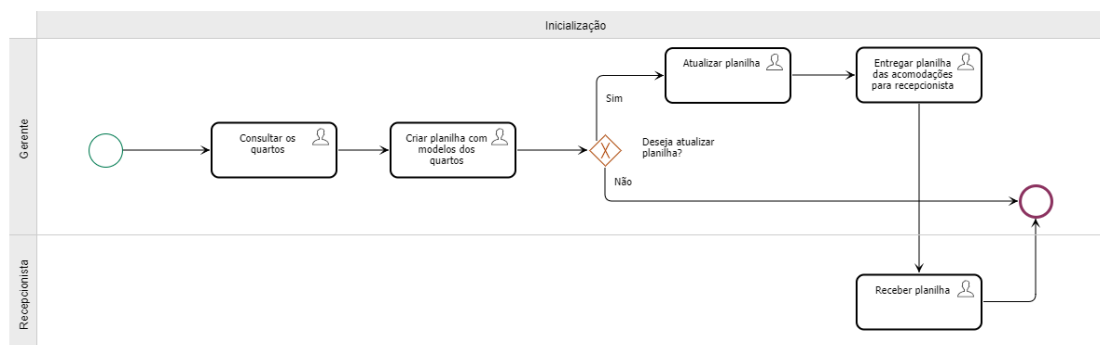 Inicialização
Gerente
Consultar os
quartos
Criar planilha com
modelos dos
quartos
Deseja atualizar
planilha?
Sim
Não
Atualizar planilha
Entregar planilha
das acomodações
para recepcionista
Recepcionista
Receber planilha